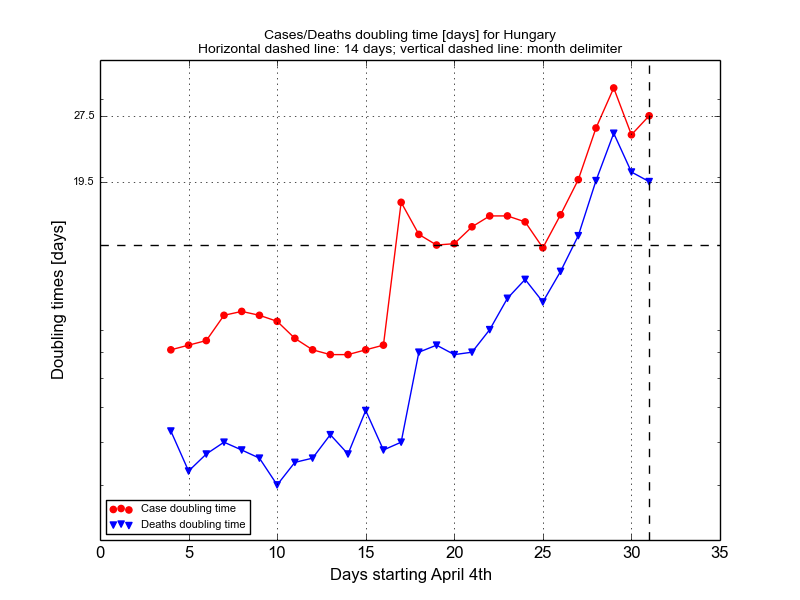 Cases/Deaths doubling time [days] for Hungary
Horizontal dashed line: 14 days; vertical dashed line: month delimiter
27.5
19.5
Doubling times [days]
Case doubling time
Deaths doubling time
0 5 10 15 20 25 30 35
Days starting April 4th